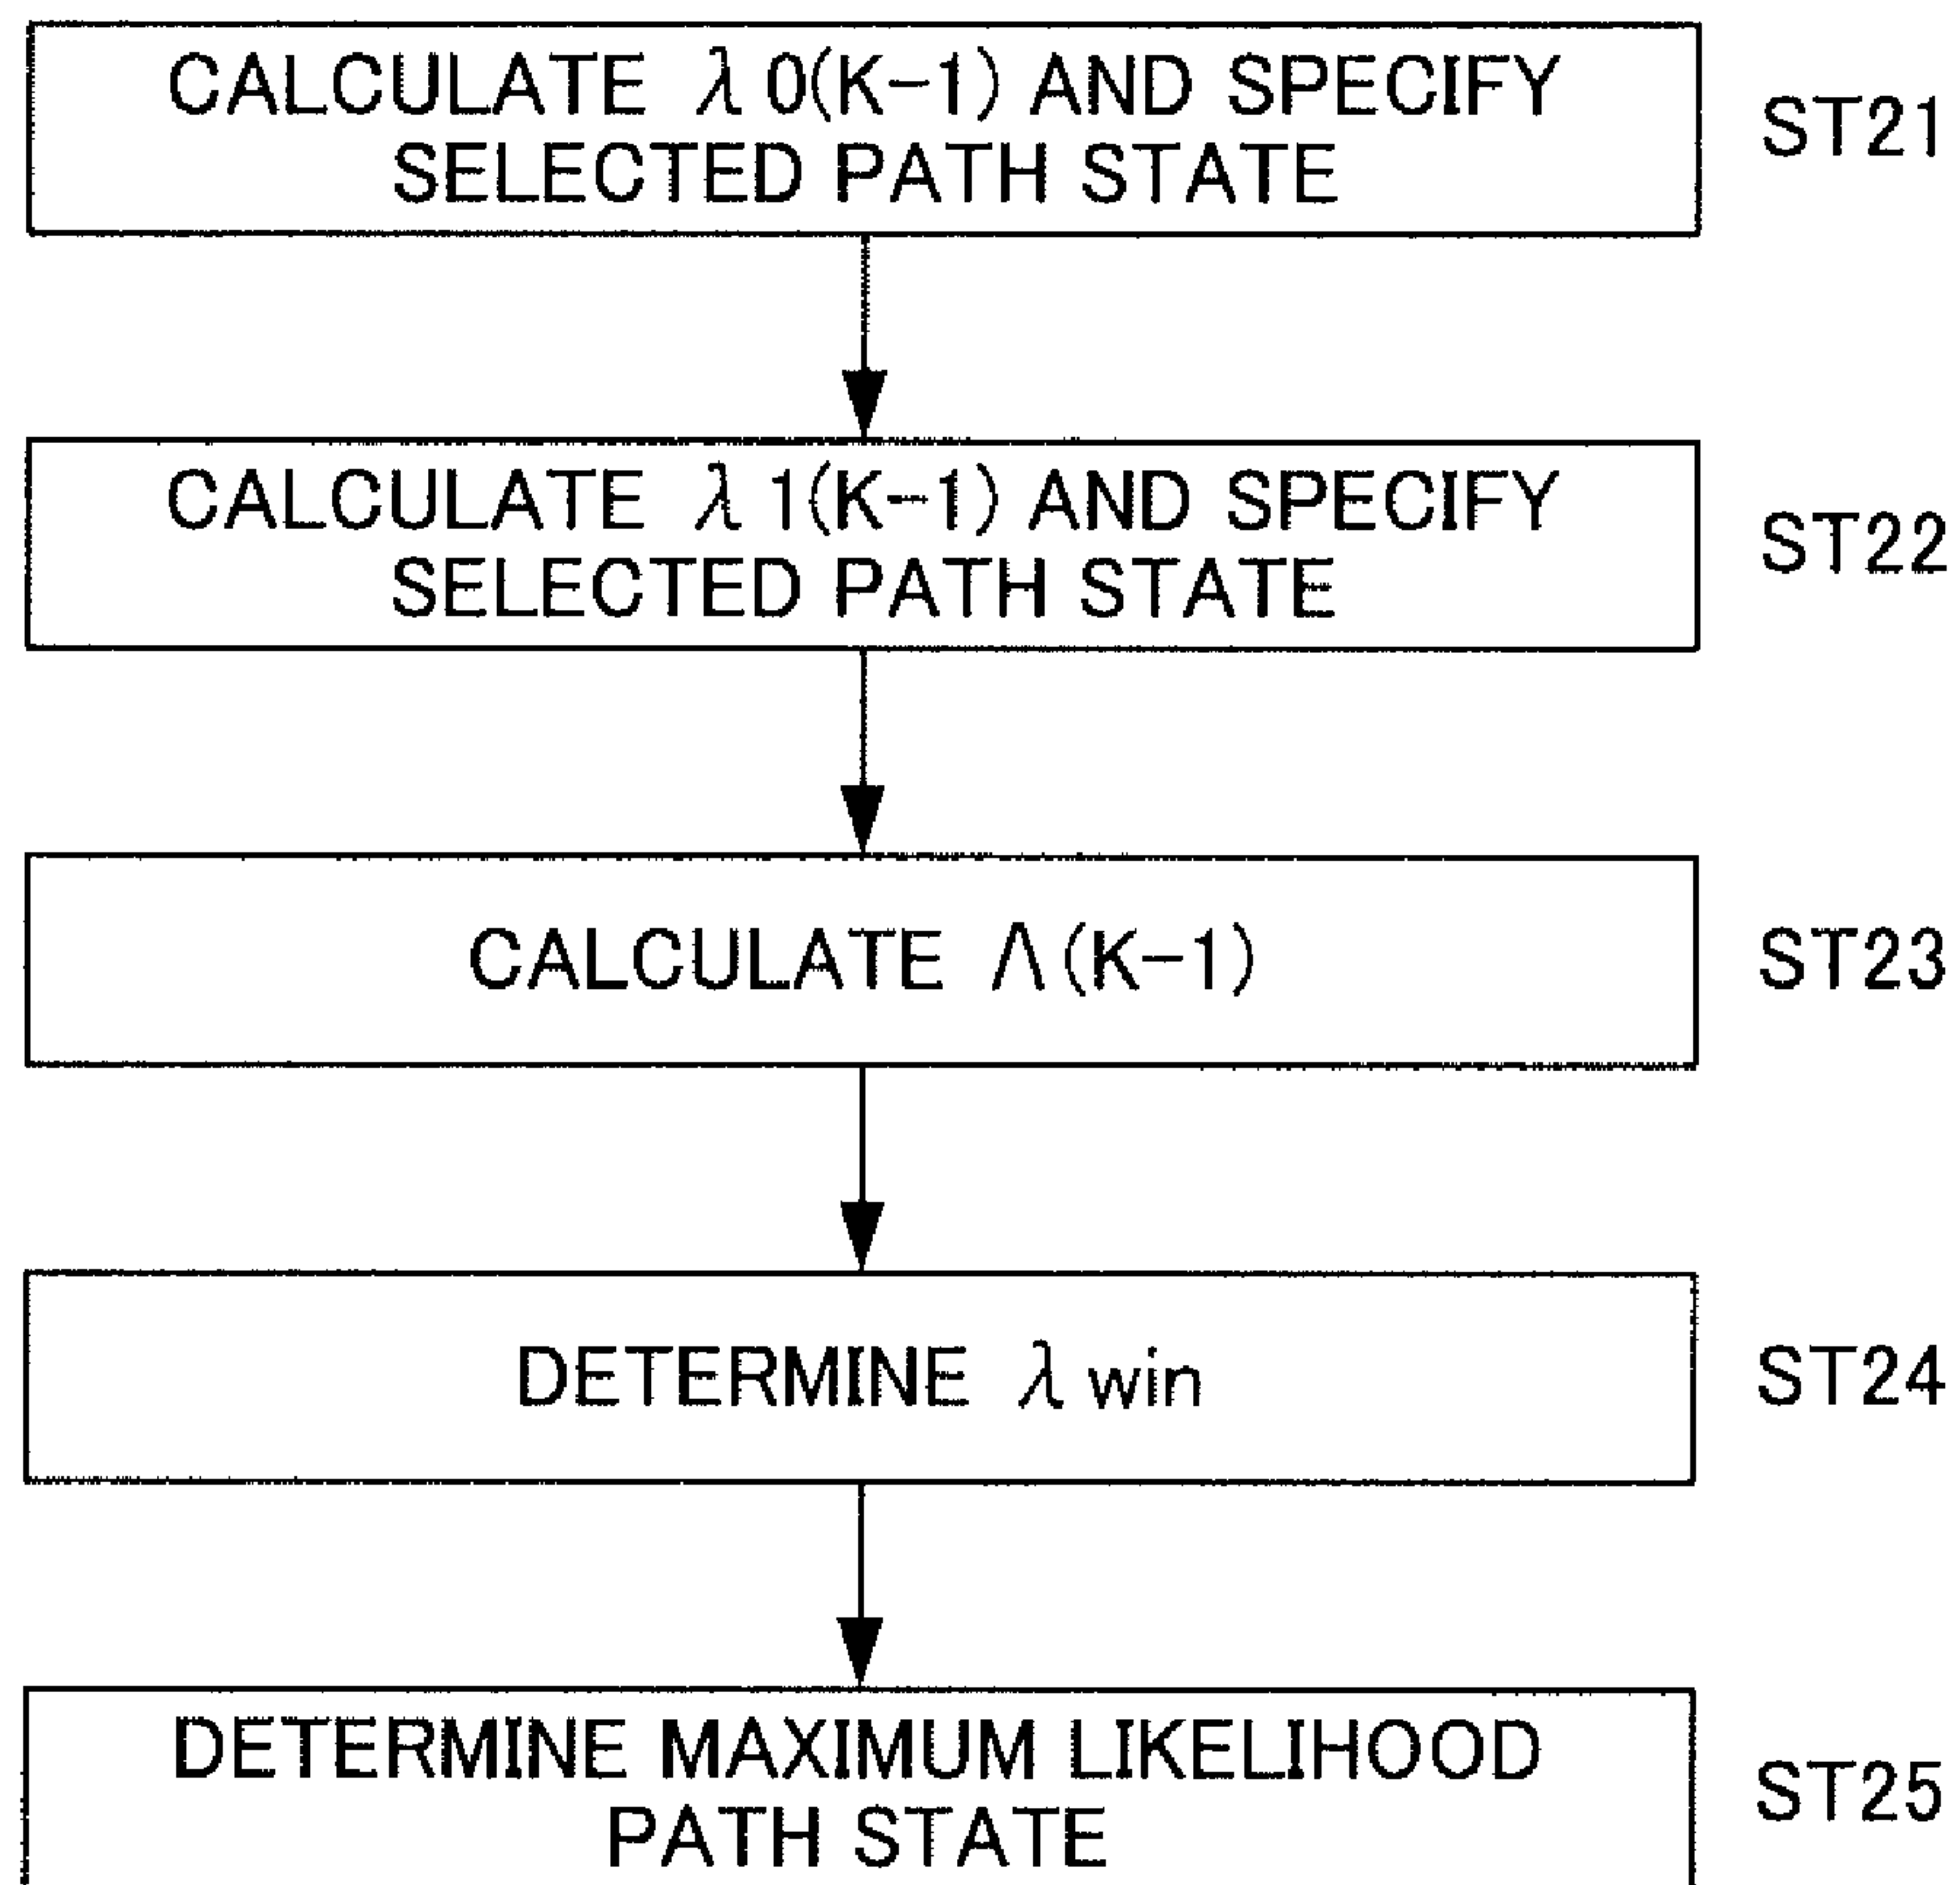 CALCULATE λ0(K-1) AND SPECIFY
SELECTED PATH STATE
ST21
CALCULATE λ1(K-1) AND SPECIFY
SELECTED PATH STATE
ST22
CALCULATE Λ(K-1)
ST23
DETERMINE λwin
ST24
DETERMINE MAXIMUM LIKELIHOOD
PATH STATE
ST25